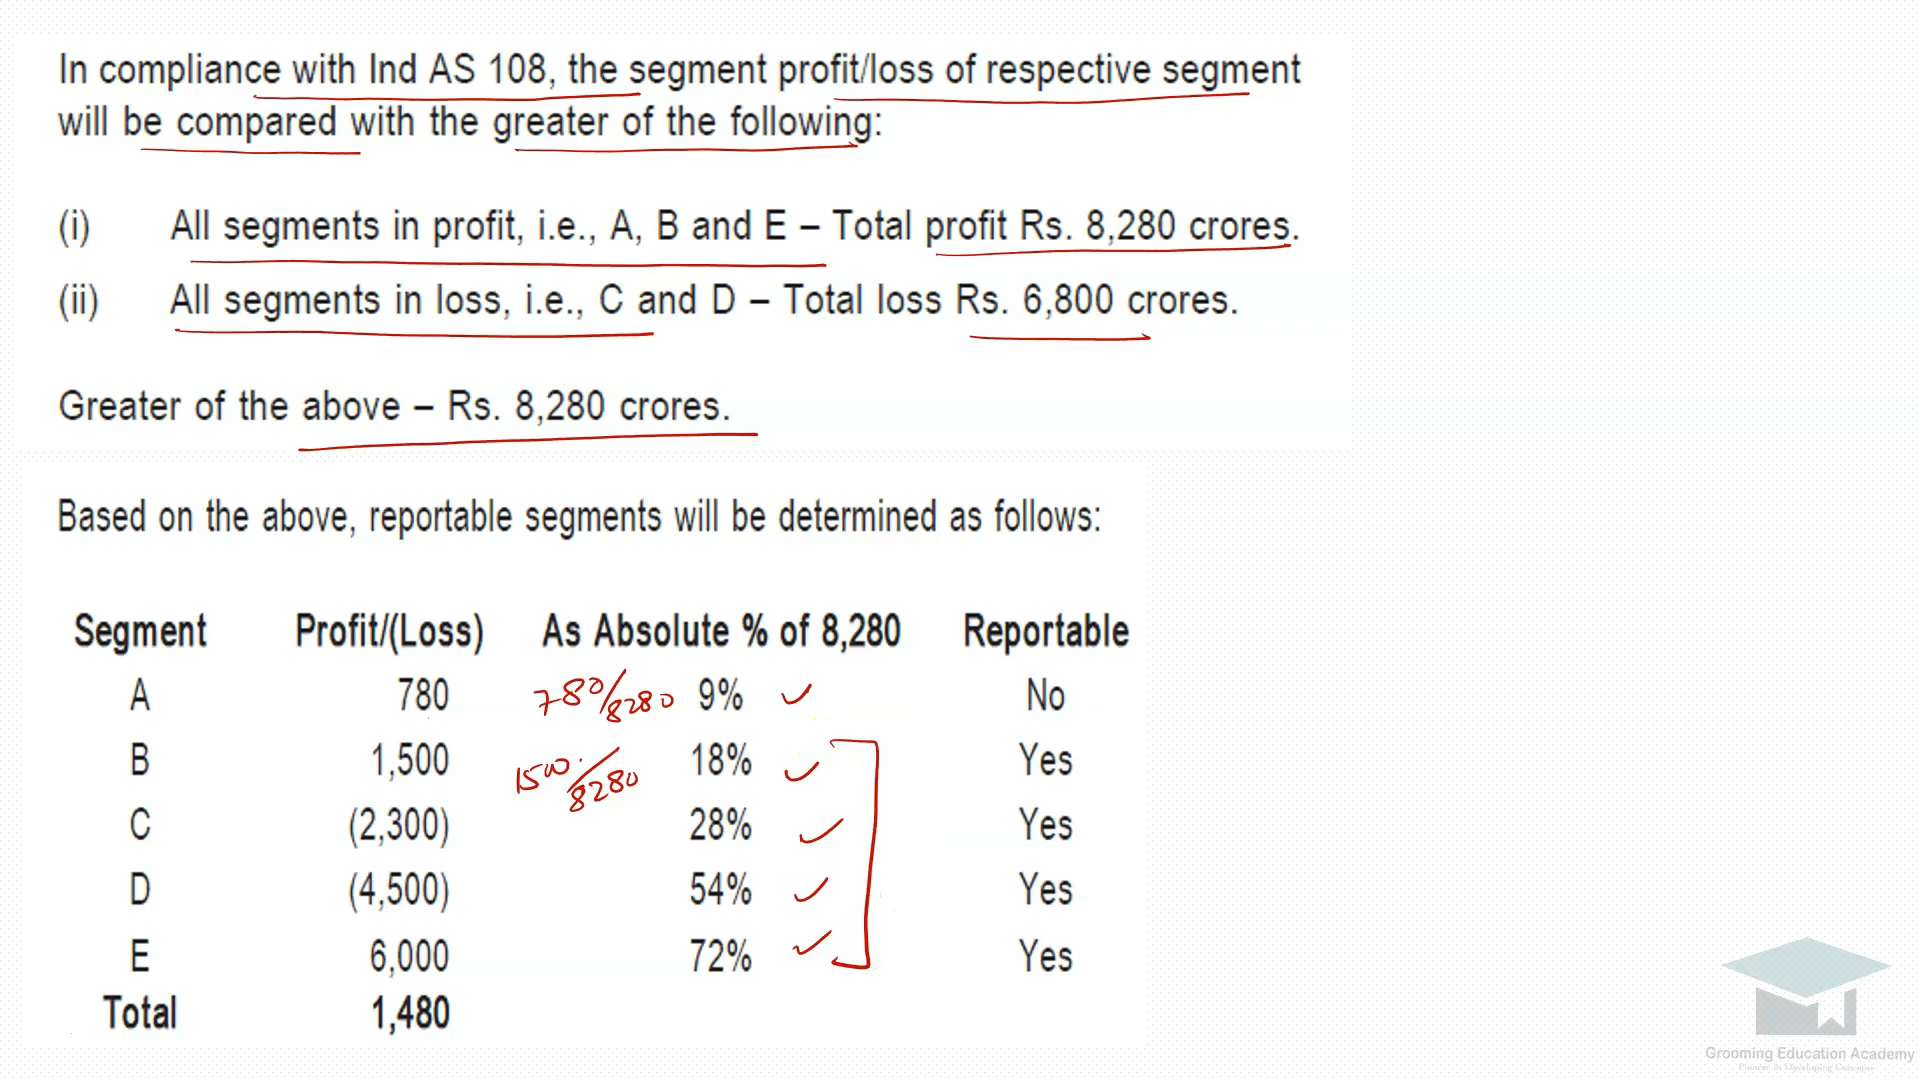 In compliance with Ind AS 108, the segment profit/loss of respective segment
will be compared with the greater of the following:
(i) All segments in profit, i.e., A, B and E – Total profit Rs. 8,280 crores.
(ii) All segments in loss, i.e., C and D – Total loss Rs. 6,800 crores.
Greater of the above – Rs. 8,280 crores.
Based on the above, reportable segments will be determined as follows:
Segment Profit/(Loss) As Absolute % of 8,280 Reportable
A 780 780/8280 9% No
B 1,500 1500/8280 18% Yes
C (2,300) 28% Yes
D (4,500) 54% Yes
E 6,000 72% Yes
Total 1,480
Grooming Education Academy
Pioneer In Developing Concepts